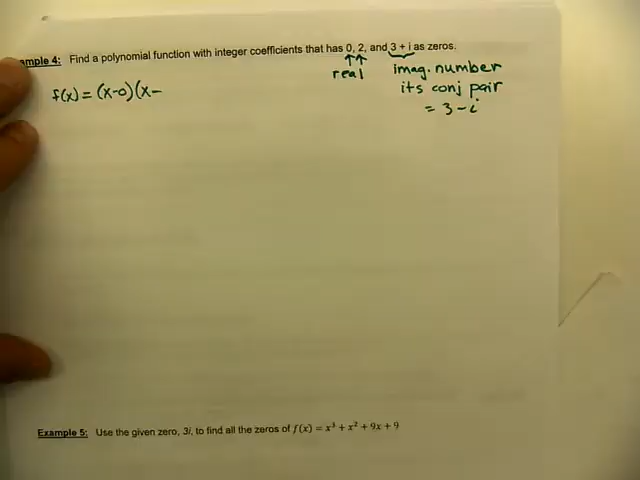 ample 4: Find a polynomial function with integer coefficients that has 0, 2, and 3 + i as zeros.
real
imag. number
its conj pair
= 3 - i
f(x) = (x-0)(x-
Example 5: Use the given zero, 3i, to find all the zeros of f(x) = x³ + x² + 9x + 9